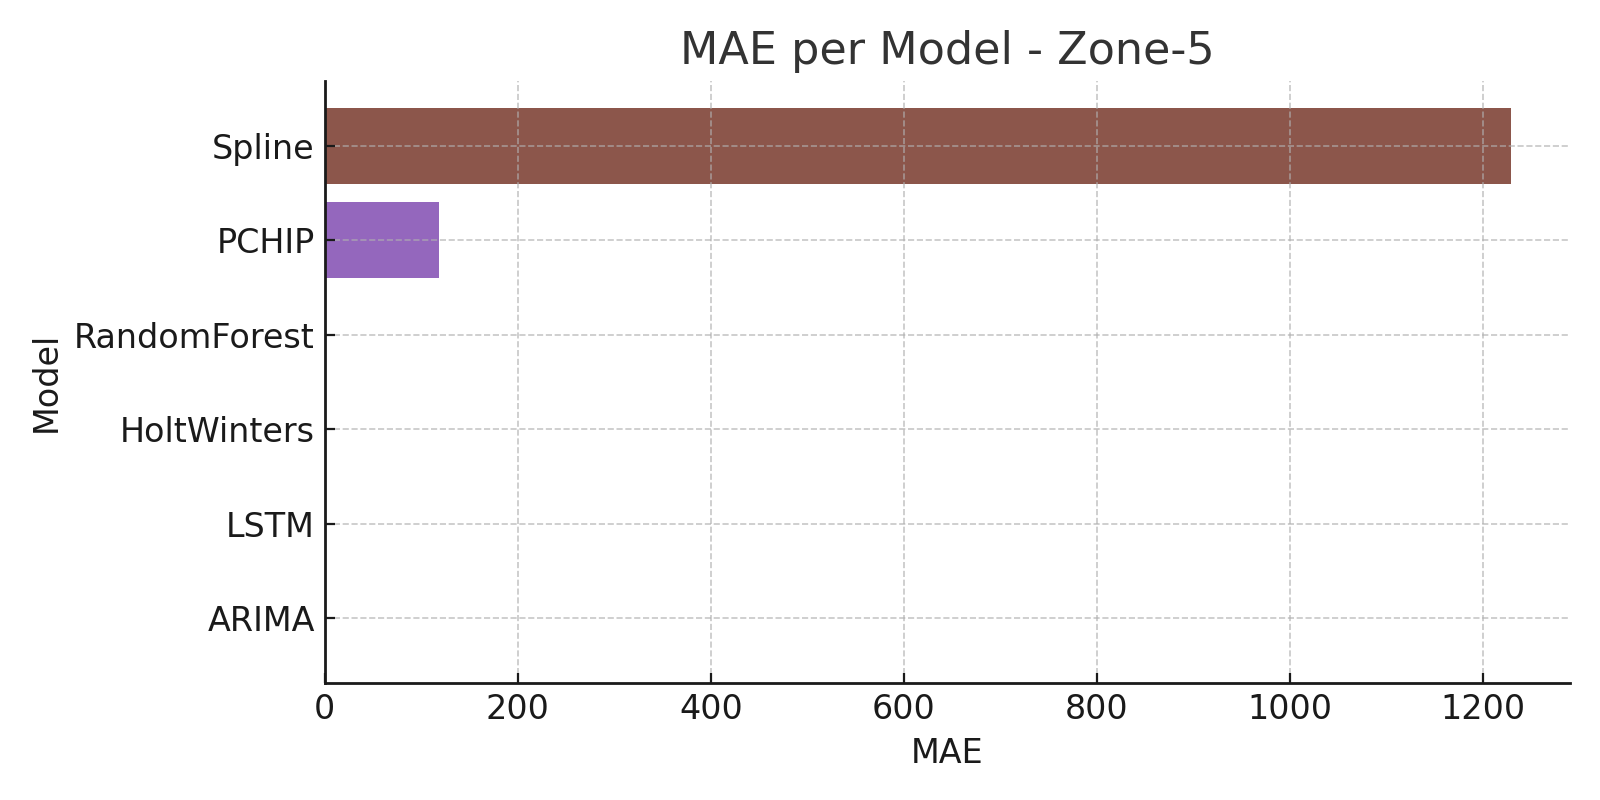 MAE per Model - Zone-5
Spline
PCHIP
RandomForest
HoltWinters
LSTM
ARIMA
Model
0 200 400 600 800 1000 1200
MAE